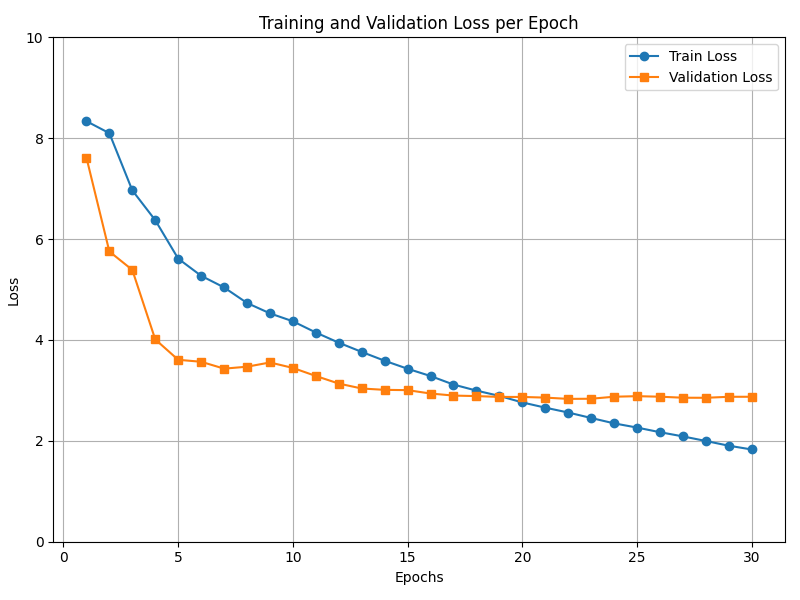 Training and Validation Loss per Epoch
Train Loss
Validation Loss
Loss
10
8
6
4
2
0
0 5 10 15 20 25 30
Epochs